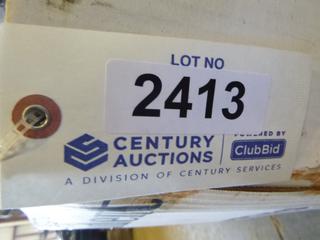 LOT NO
2413
POWERED BY
CENTURY
AUCTIONS
ClubBid
A DIVISION OF CENTURY SERVICES